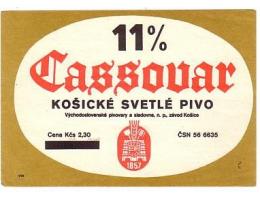 11%
Cassovar
KOŠICKÉ SVETLÉ PIVO
Východoslovenské pivovary a sladovne, n. p., závod Košice
Cena Kčs 2,30
ČSN 56 6635
1857